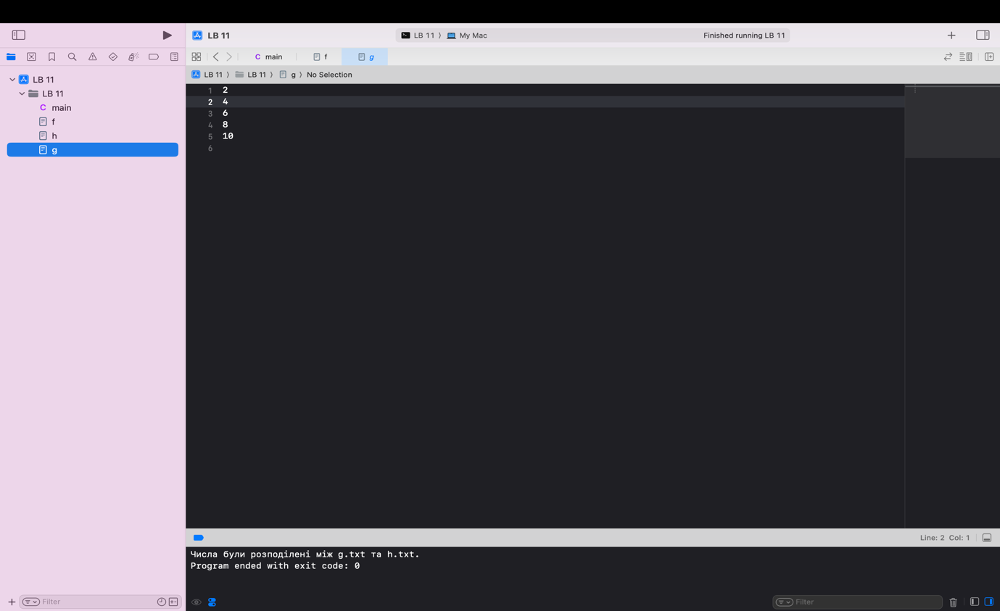 LB 11
LB 11 〉 My Mac
Finished running LB 11
C main
f
g
LB 11 〉 LB 11 〉 g 〉 No Selection
LB 11
LB 11
C main
f
h
g
1 2
2 4
3 6
4 8
5 10
6
Line: 2 Col: 1
Числа були розподілені між g.txt та h.txt.
Program ended with exit code: 0
Filter
Filter